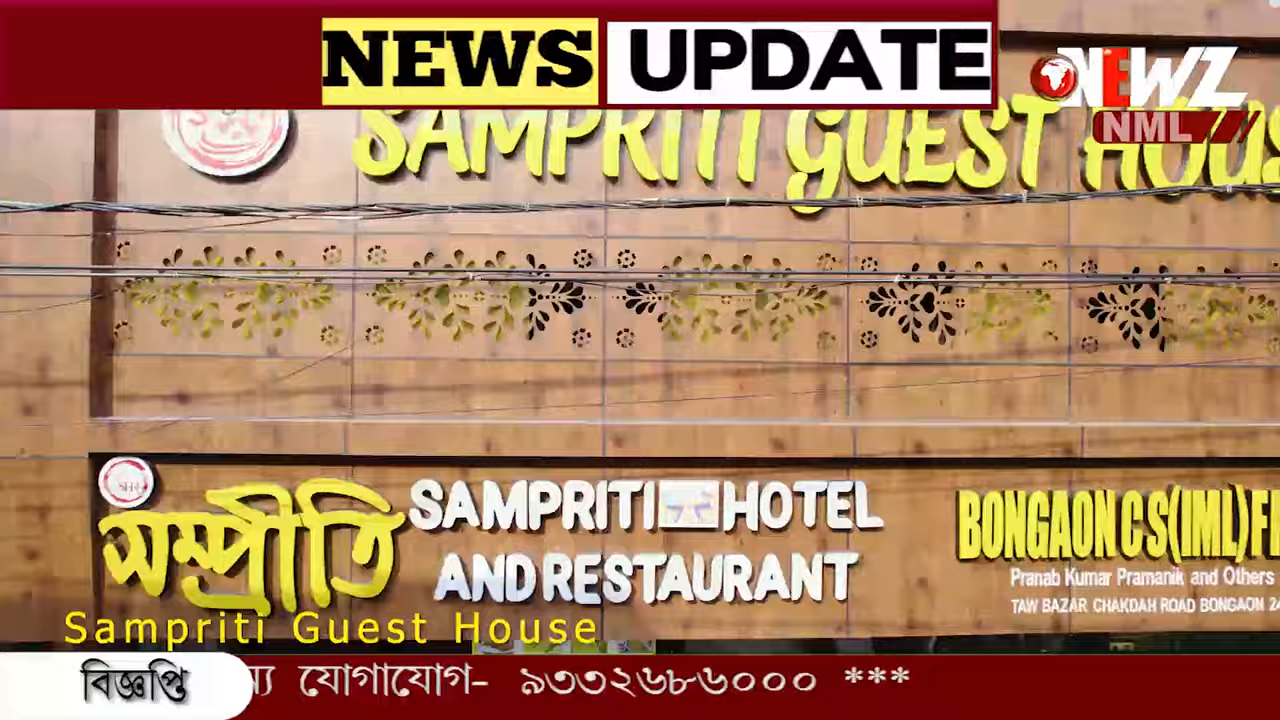 NEWS UPDATE
NEWZ
NML
SAMPRITI GUEST HOUS
সম্প্রীতি
SAMPRITI HOTEL
AND RESTAURANT
BONGAON C S(IML)F
Pranab Kumar Pramanik and Others
TAW BAZAR CHAKDAH ROAD BONGAON 2
Sampriti Guest House
বিজ্ঞপ্তি
ন্য যোগাযোগ- ৯৩৩২৬৮৬০০০ ***